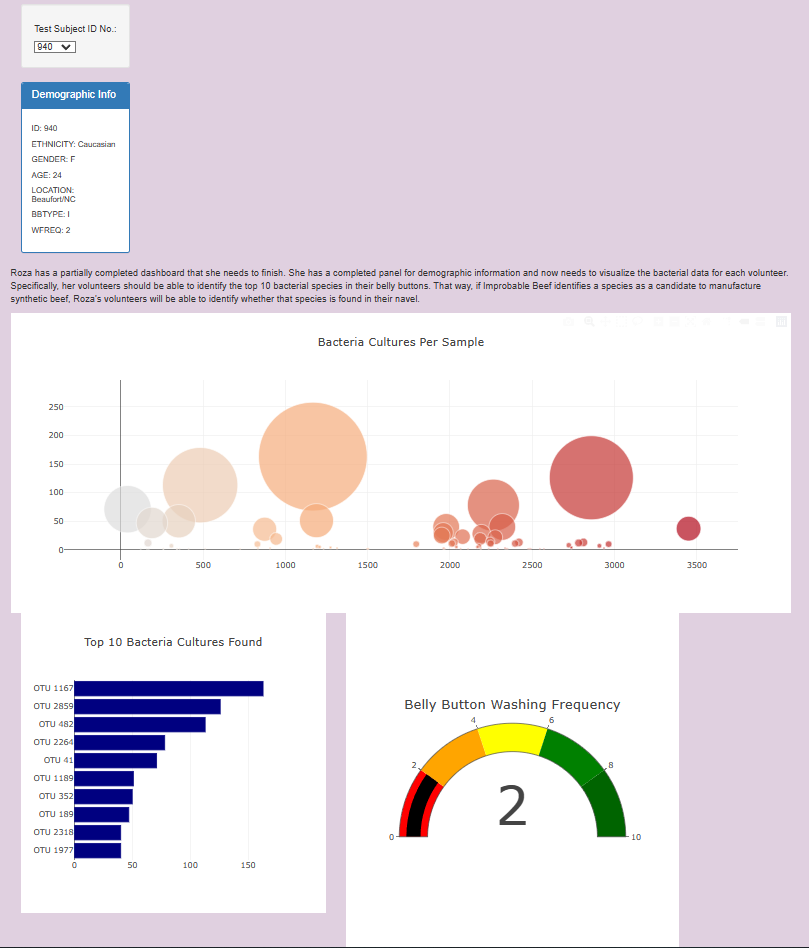 Test Subject ID No.:
940
Demographic Info
ID: 940
ETHNICITY: Caucasian
GENDER: F
AGE: 24
LOCATION:
Beaufort/NC
BBTYPE: I
WFREQ: 2
Roza has a partially completed dashboard that she needs to finish. She has a completed panel for demographic information and now needs to visualize the bacterial data for each volunteer.
Specifically, her volunteers should be able to identify the top 10 bacterial species in their belly buttons. That way, if Improbable Beef identifies a species as a candidate to manufacture
synthetic beef, Roza's volunteers will be able to identify whether that species is found in their navel.
Bacteria Cultures Per Sample
250
200
150
100
50
0
0 500 1000 1500 2000 2500 3000 3500
Top 10 Bacteria Cultures Found
OTU 1167
OTU 2859
OTU 482
OTU 2264
OTU 41
OTU 1189
OTU 352
OTU 189
OTU 2318
OTU 1977
0 50 100 150
Belly Button Washing Frequency
4 6
2 8
2
0 10